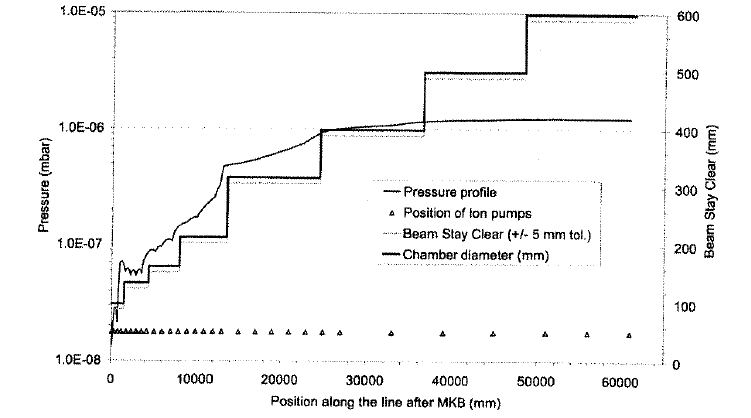 1.0E-05
1.0E-06
1.0E-07
1.0E-08
Pressure (mbar)
600
500
400
300
200
100
0
Beam Stay Clear (mm)
Pressure profile
Position of Ion pumps
Beam Stay Clear (+/- 5 mm tol.)
Chamber diameter (mm)
0 10000 20000 30000 40000 50000 60000
Position along the line after MKB (mm)